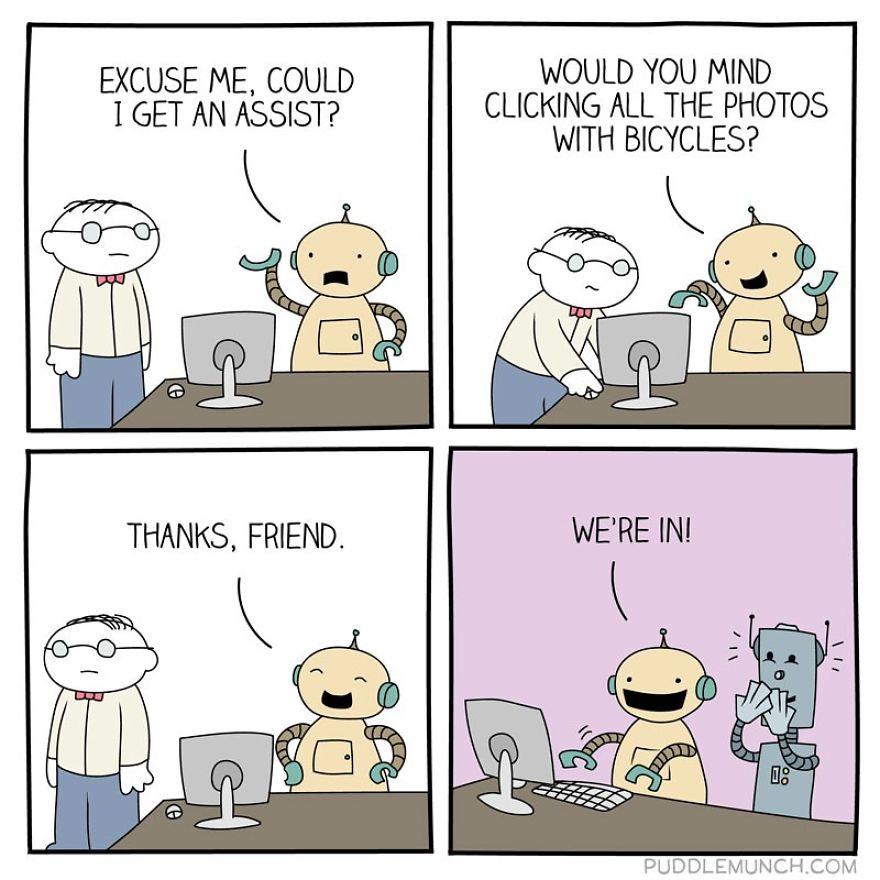 EXCUSE ME, COULD
I GET AN ASSIST?
WOULD YOU MIND
CLICKING ALL THE PHOTOS
WITH BICYCLES?
THANKS, FRIEND.
WE'RE IN!
PUDDLEMUNCH.COM